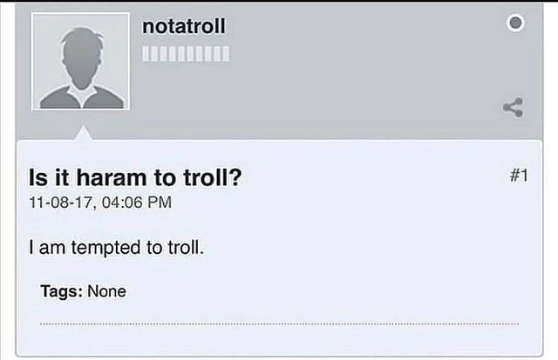 notatroll
Is it haram to troll?
#1
11-08-17, 04:06 PM
I am tempted to troll.
Tags: None